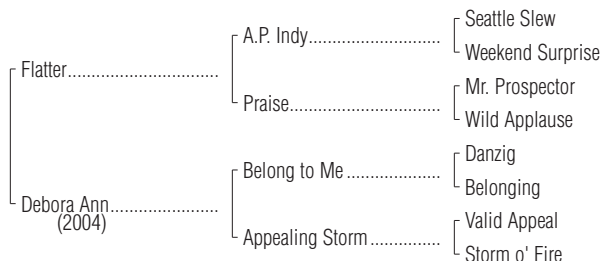 Seattle Slew
A.P. Indy
Weekend Surprise
Flatter
Mr. Prospector
Praise
Wild Applause
Danzig
Belong to Me
Belonging
Debora Ann
(2004)
Valid Appeal
Appealing Storm
Storm o' Fire